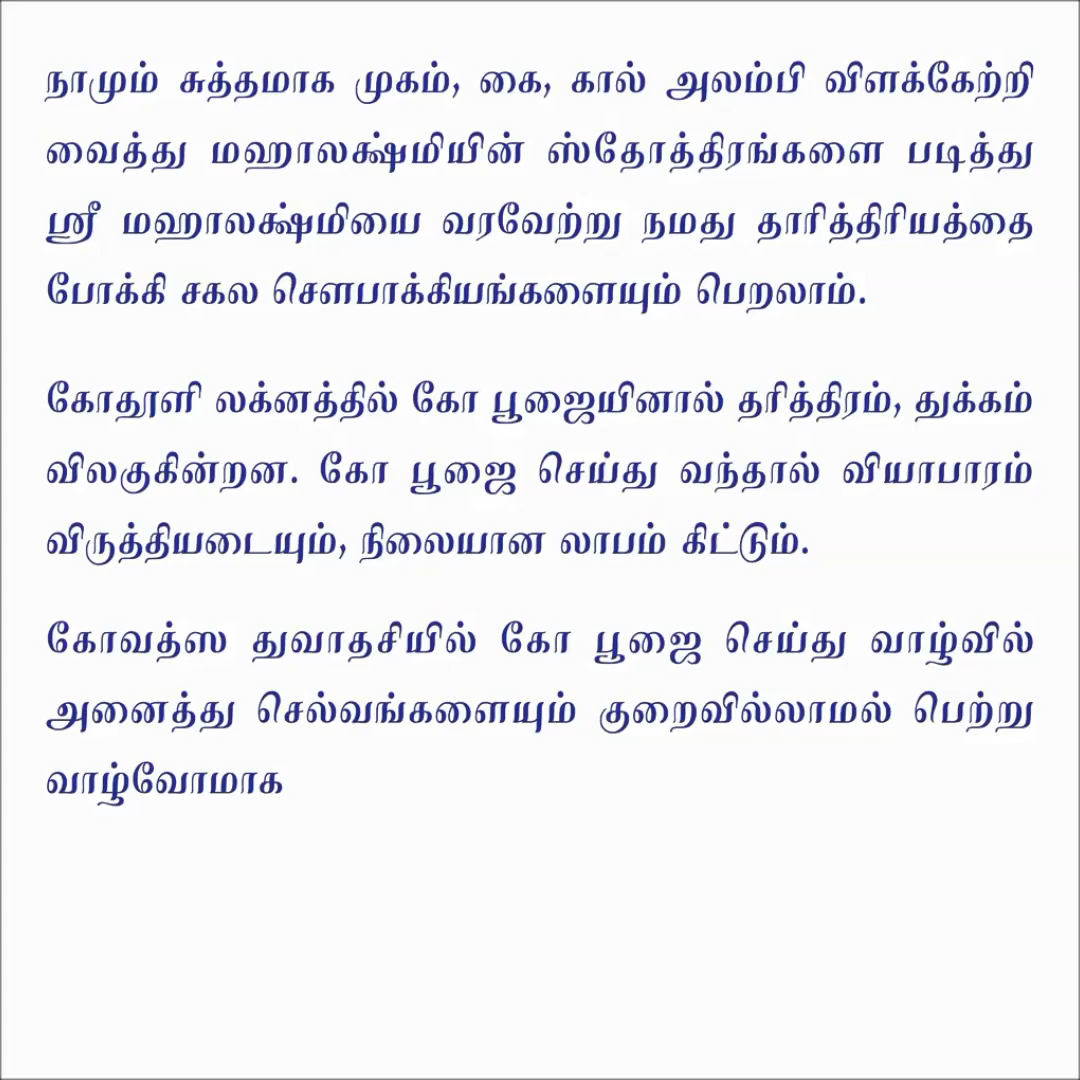 நாமும் சுத்தமாக முகம், கை, கால் அலம்பி விளக்கேற்றி
வைத்து மஹாலக்ஷ்மியின் ஸ்தோத்திரங்களை படித்து
ஸ்ரீ மஹாலக்ஷ்மியை வரவேற்று நமது தாரித்திரியத்தை
போக்கி சகல சௌபாக்கியங்களையும் பெறலாம்.
கோதூளி லக்னத்தில் கோ பூஜையினால் தரித்திரம், துக்கம்
விலகுகின்றன. கோ பூஜை செய்து வந்தால் வியாபாரம்
விருத்தியடையும், நிலையான லாபம் கிட்டும்.
கோவத்ஸ துவாதசியில் கோ பூஜை செய்து வாழ்வில்
அனைத்து செல்வங்களையும் குறைவில்லாமல் பெற்று
வாழ்வோமாக